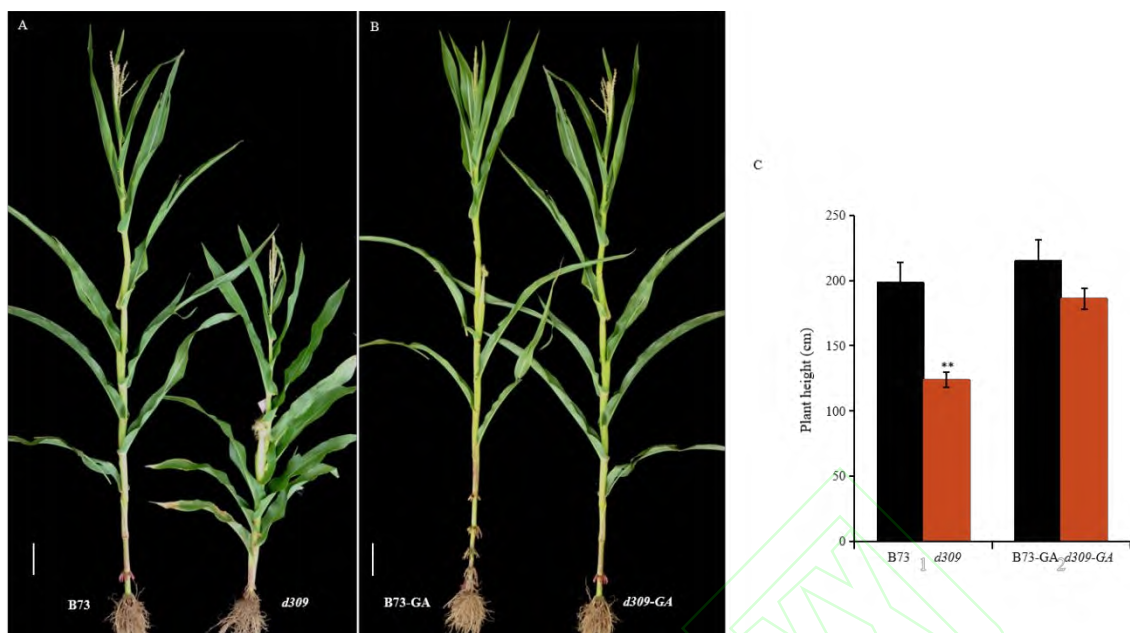 A
B
B73
d309
B73-GA
d309-GA
C
Plant height (cm)
250
200
150
100
50
0
**
B73 d309 B73-GA d309-GA
1 2